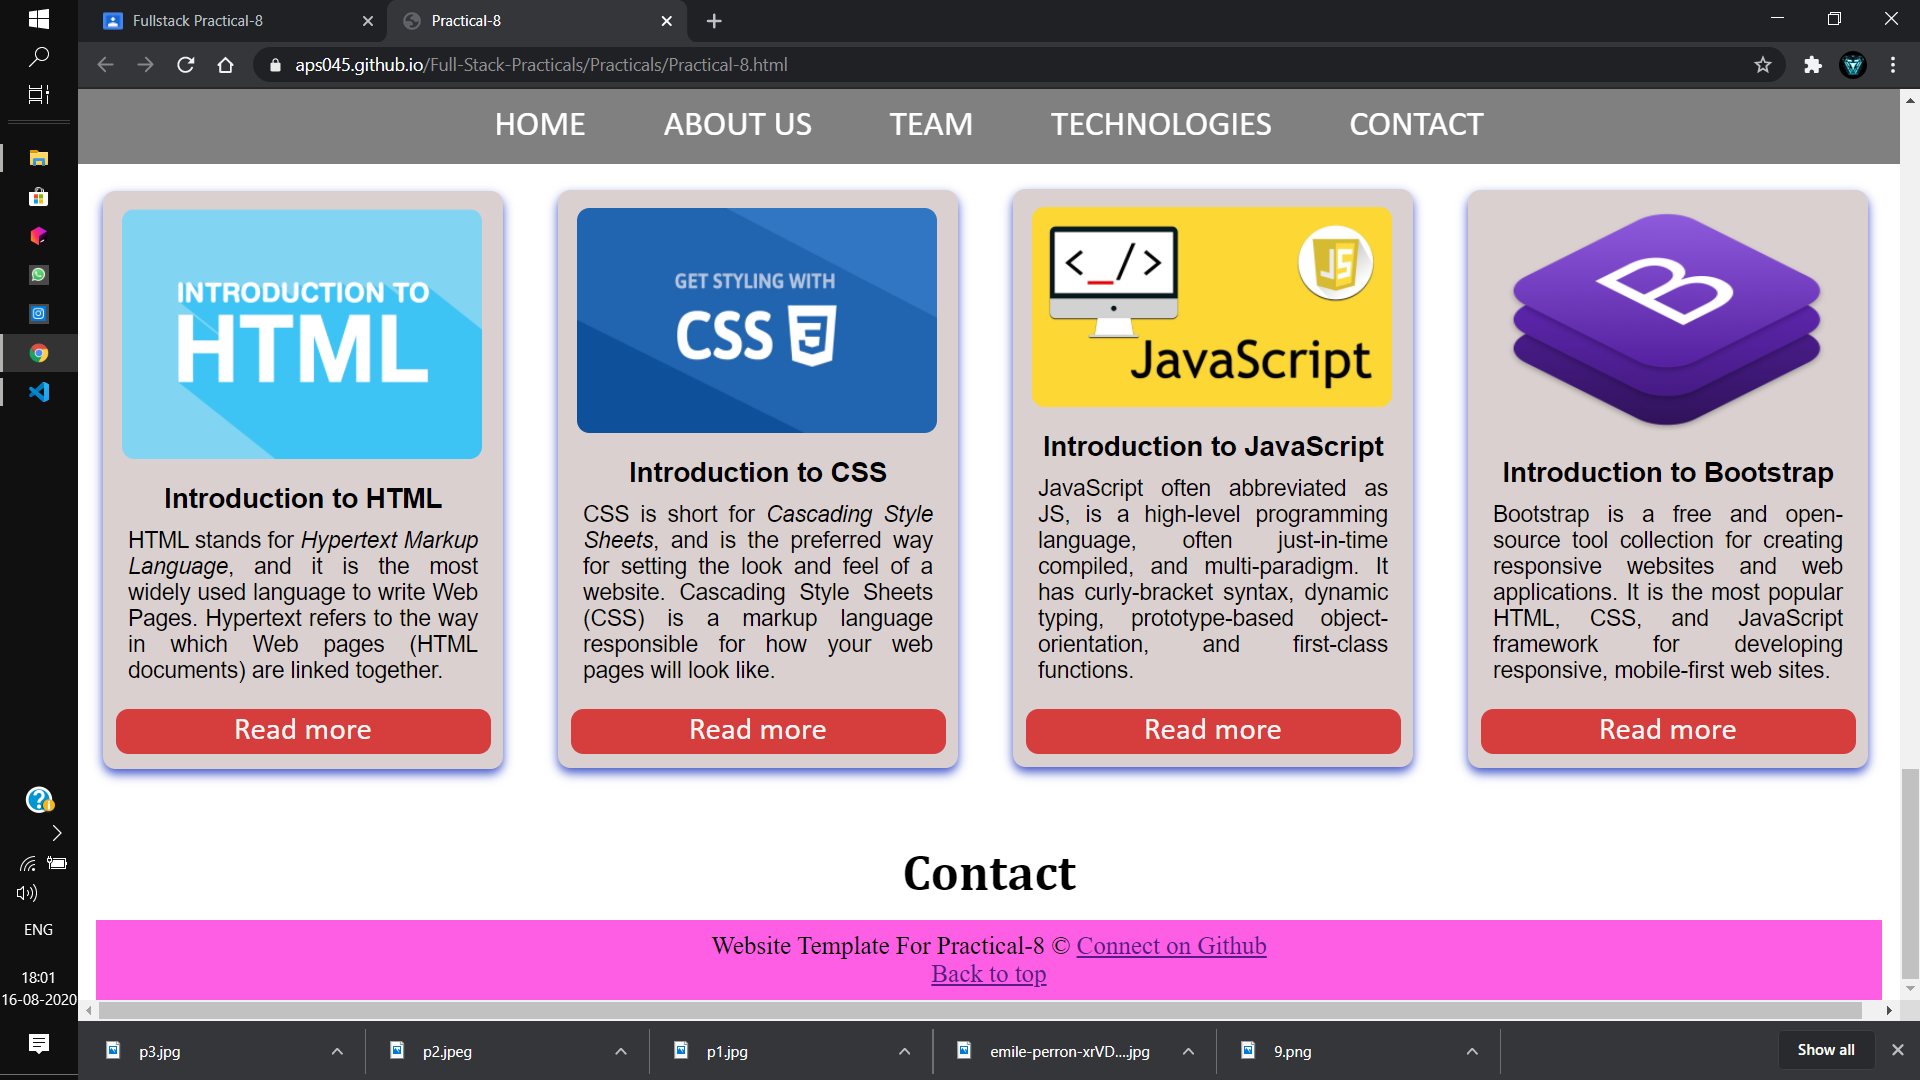 Fullstack Practical-8
Practical-8
aps045.github.io/Full-Stack-Practicals/Practicals/Practical-8.html
HOME ABOUT US TEAM TECHNOLOGIES CONTACT
INTRODUCTION TO
HTML
Introduction to HTML
HTML stands for Hypertext Markup
Language, and it is the most
widely used language to write Web
Pages. Hypertext refers to the way
in which Web pages (HTML
documents) are linked together.
Read more
GET STYLING WITH
CSS 3
Introduction to CSS
CSS is short for Cascading Style
Sheets, and is the preferred way
for setting the look and feel of a
website. Cascading Style Sheets
(CSS) is a markup language
responsible for how your web
pages will look like.
Read more
<_/>
JS
JavaScript
Introduction to JavaScript
JavaScript often abbreviated as
JS, is a high-level programming
language, often just-in-time
compiled, and multi-paradigm. It
has curly-bracket syntax, dynamic
typing, prototype-based object-
orientation, and first-class
functions.
Read more
B
Introduction to Bootstrap
Bootstrap is a free and open-
source tool collection for creating
responsive websites and web
applications. It is the most popular
HTML, CSS, and JavaScript
framework for developing
responsive, mobile-first web sites.
Read more
Contact
Website Template For Practical-8 © Connect on Github
Back to top
ENG
18:01
16-08-2020
p3.jpg
p2.jpeg
p1.jpg
emile-perron-xrVD....jpg
9.png
Show all